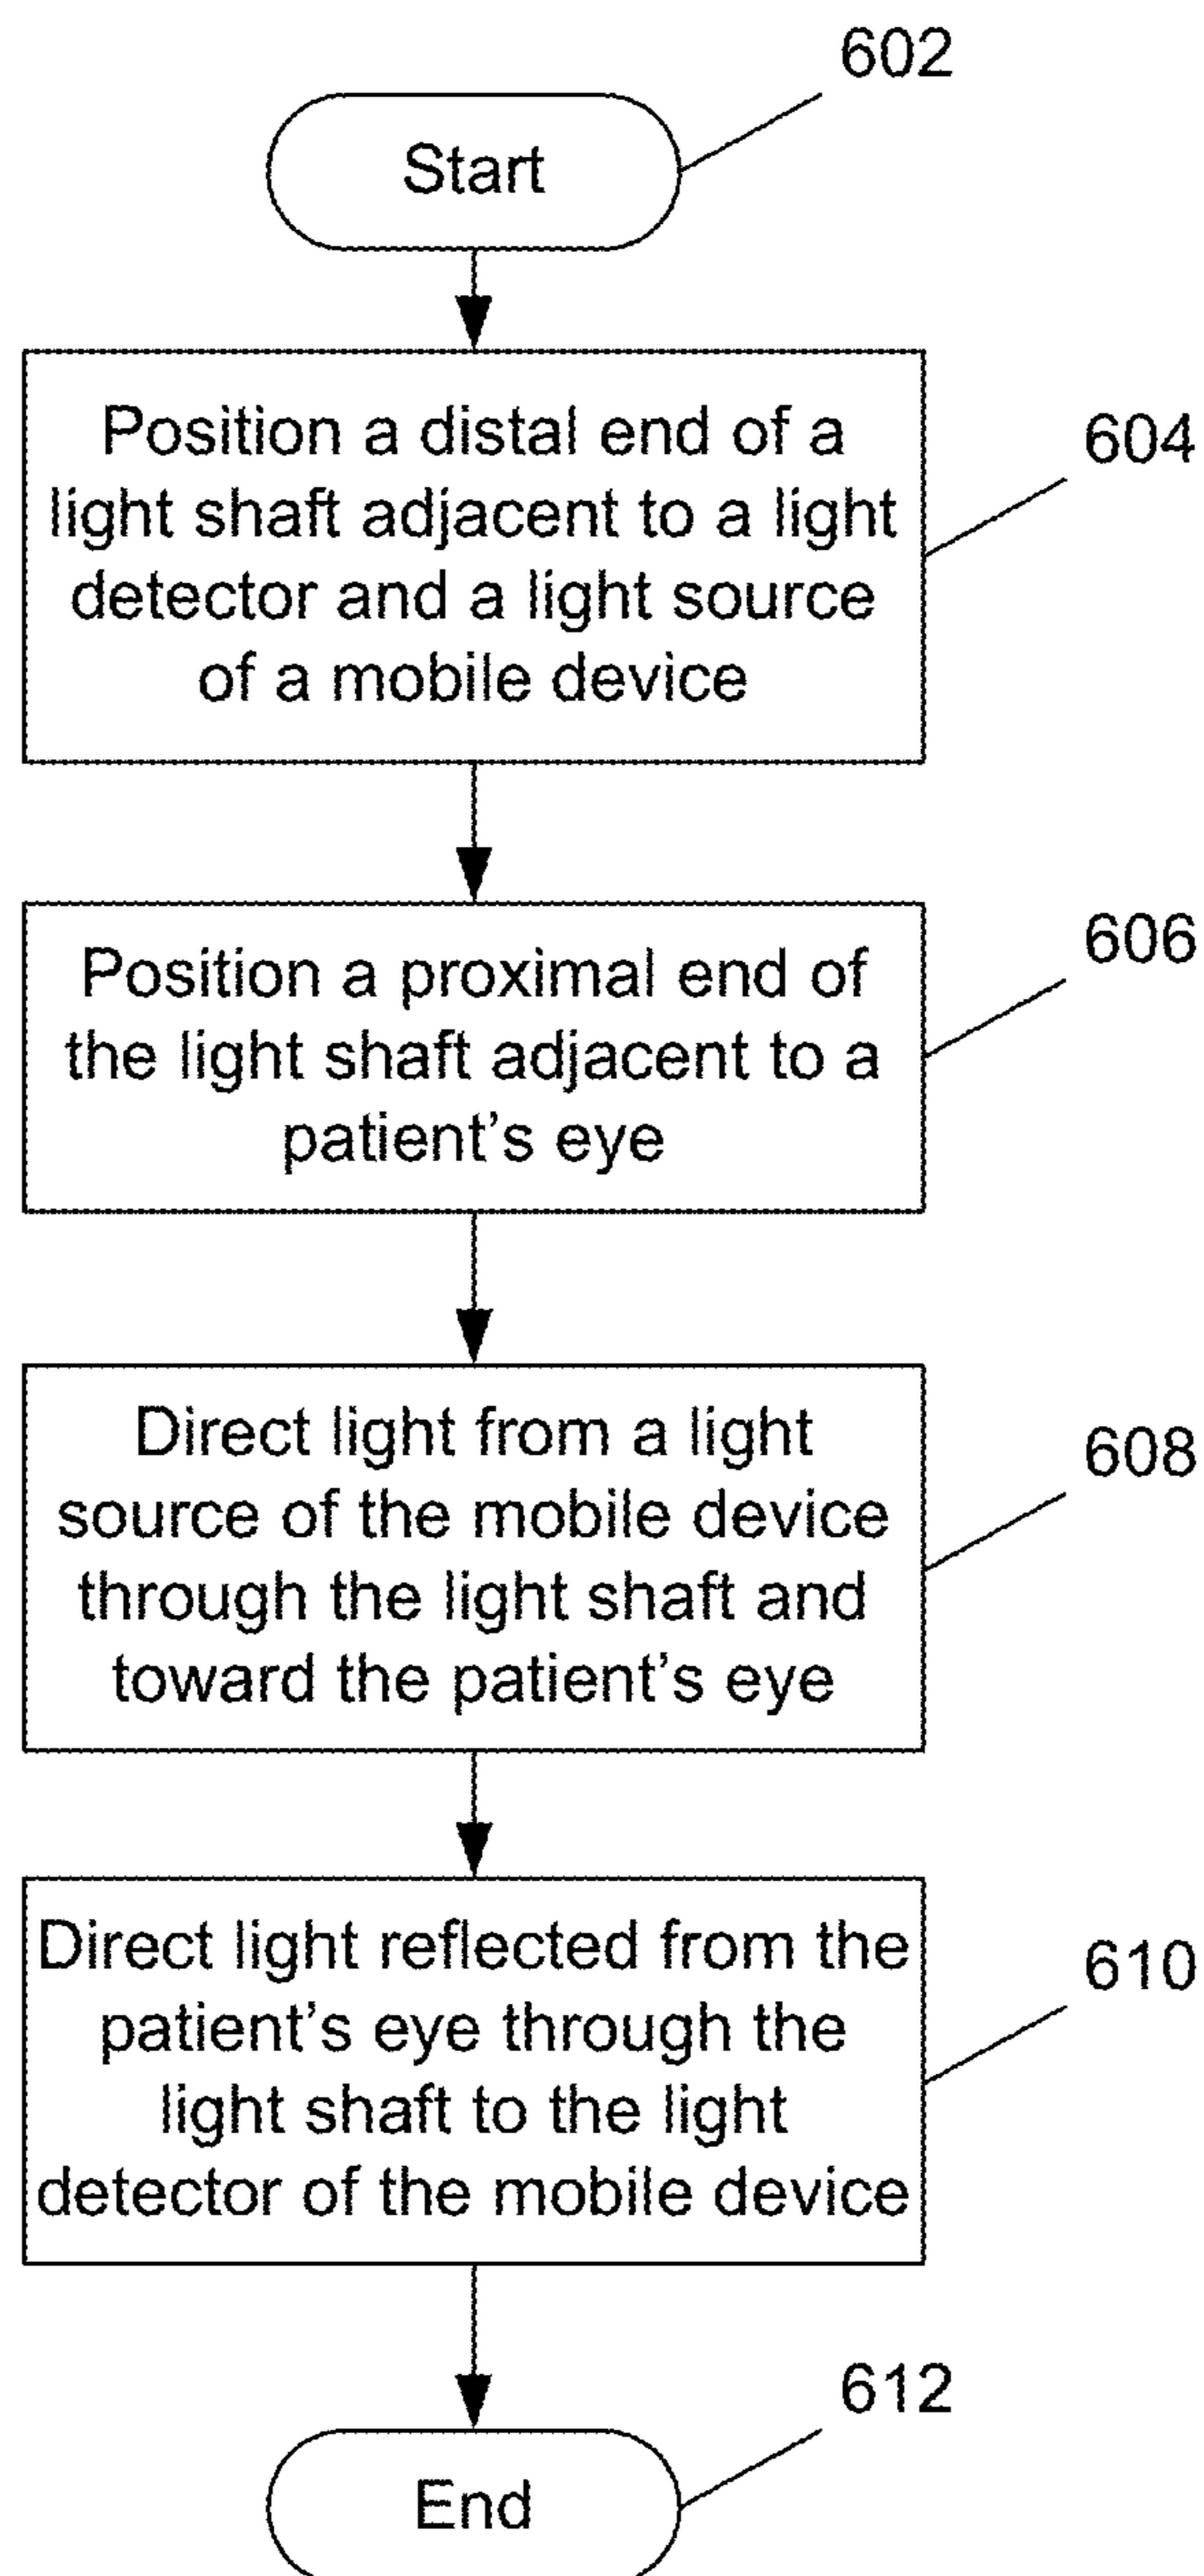 602
Start
604
Position a distal end of a
light shaft adjacent to a light
detector and a light source
of a mobile device
606
Position a proximal end of
the light shaft adjacent to a
patient’s eye
608
Direct light from a light
source of the mobile device
through the light shaft and
toward the patient’s eye
610
Direct light reflected from the
patient’s eye through the
light shaft to the light
detector of the mobile device
612
End